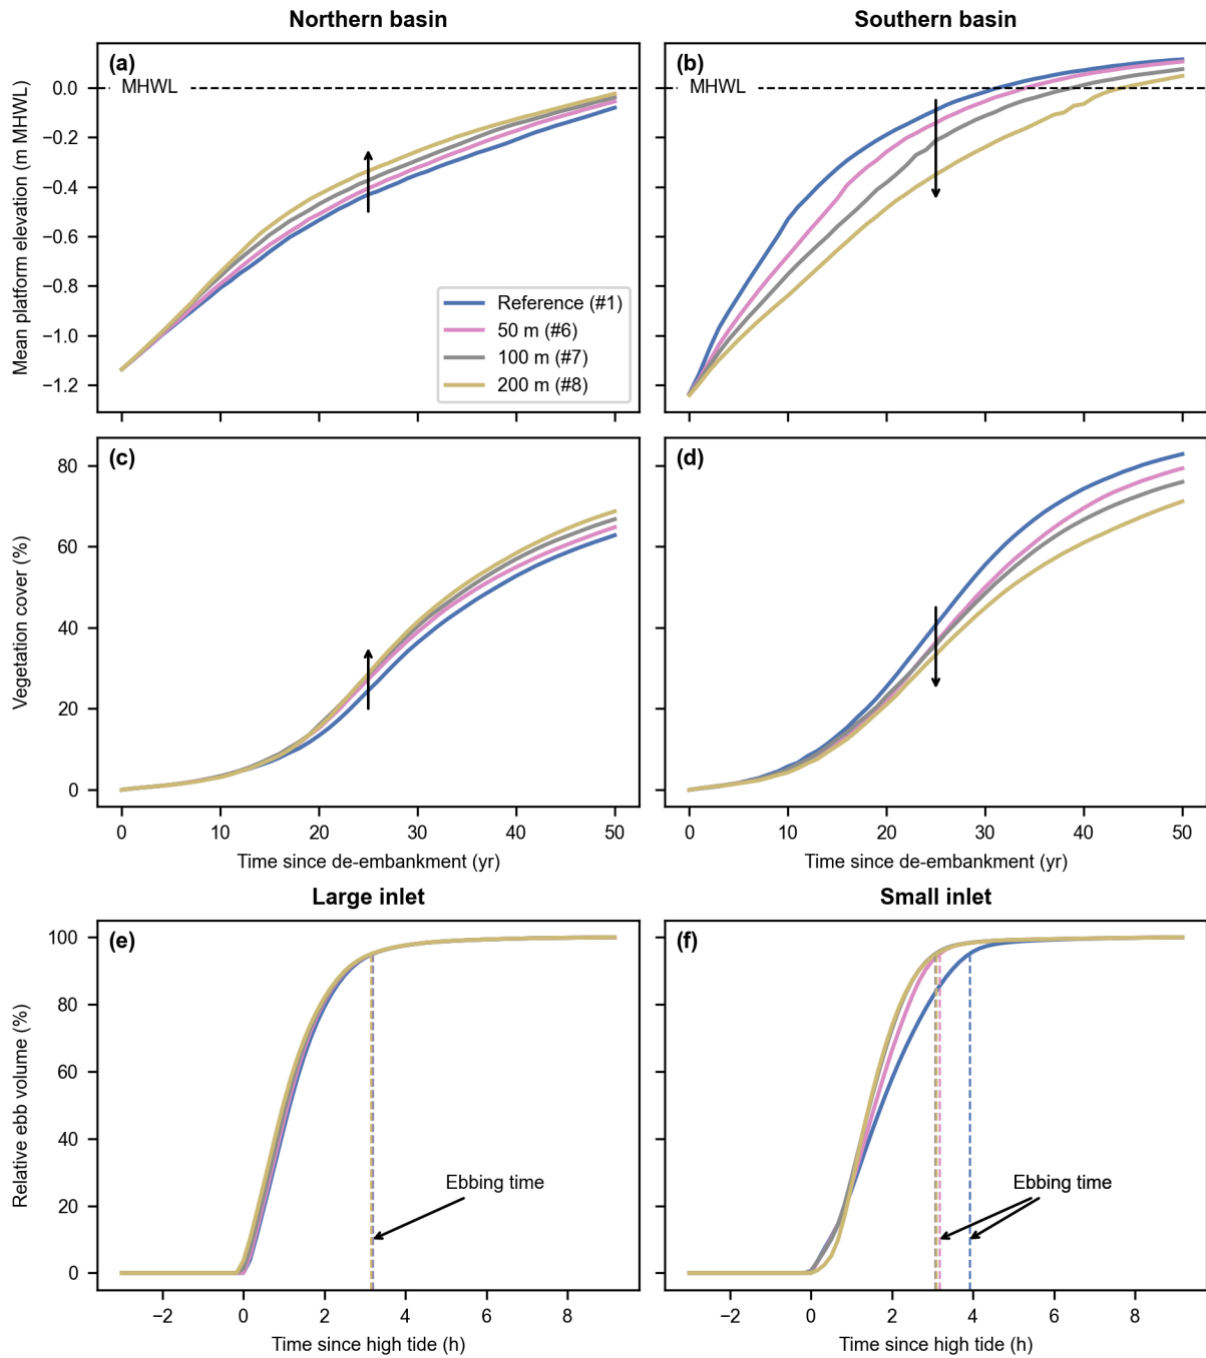 Northern basin
Southern basin
(a)
(b)
MHWL
MHWL
Mean platform elevation (m MHWL)
0.0
−0.2
−0.4
−0.6
−0.8
−1.0
−1.2
Reference (#1)
50 m (#6)
100 m (#7)
200 m (#8)
(c)
(d)
Vegetation cover (%)
80
60
40
20
0
0 10 20 30 40 50
0 10 20 30 40 50
Time since de-embankment (yr)
Time since de-embankment (yr)
Large inlet
Small inlet
(e)
(f)
Relative ebb volume (%)
100
80
60
40
20
0
Ebbing time
Ebbing time
−2 0 2 4 6 8
−2 0 2 4 6 8
Time since high tide (h)
Time since high tide (h)